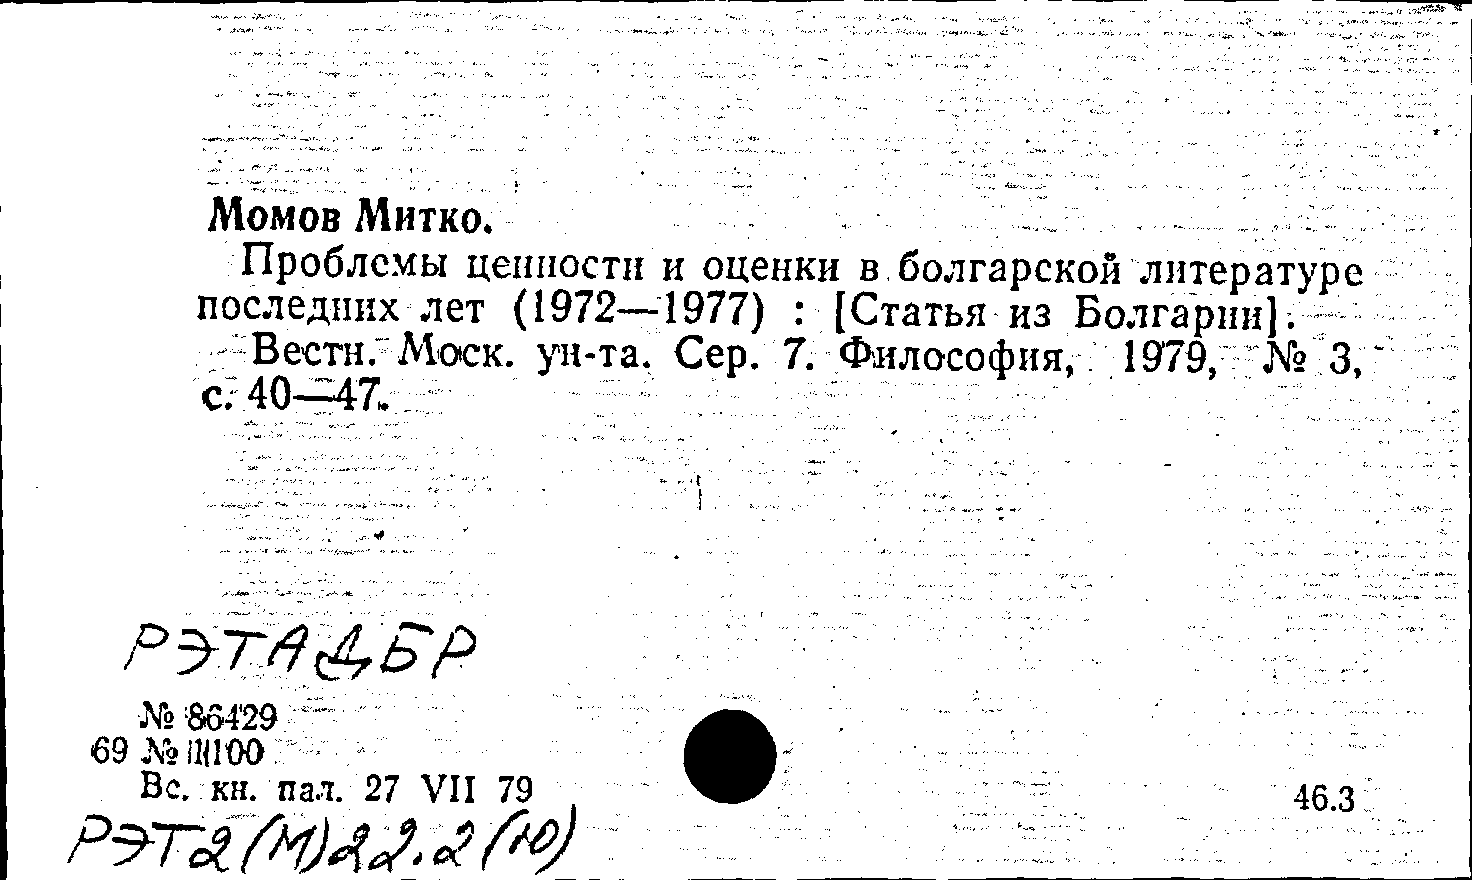 Момов Митко.
Проблемы ценности и оценки в болгарской литературе
последних лет (1972—1977) : [Статья из Болгарии].
Вестн. Моск. ун-та. Сер. 7. Философия, 1979, № 3,
с. 40—47.
РЭТАДБР
№ 86429
69 №
Вс. кн. пал. 27 VII 79
46.3
РЭТ2(М)22.2(Ю)